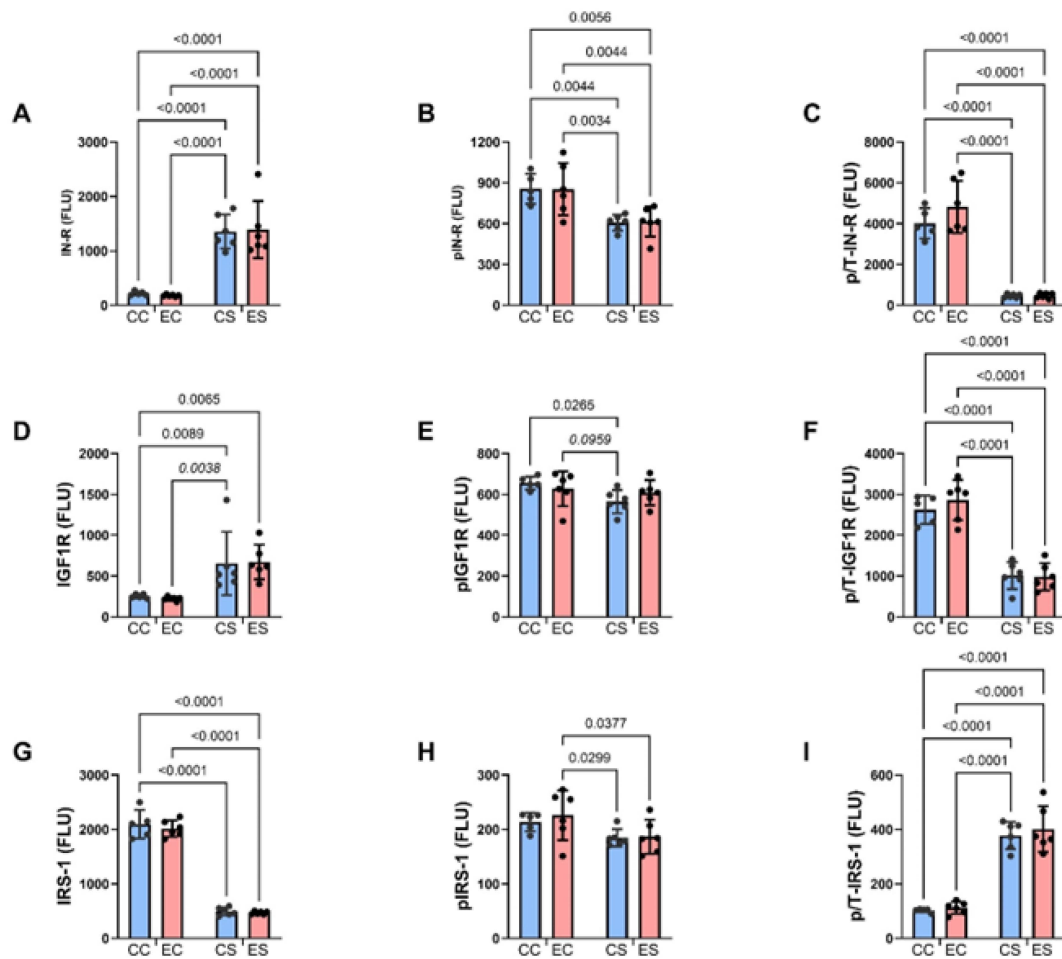 <0.0001
<0.0001
<0.0001
<0.0001
A
IN-R (FLU)
3000
2000
1000
0
CC EC CS ES
0.0056
0.0044
0.0044
0.0034
B
pIN-R (FLU)
1200
900
600
300
0
CC EC CS ES
<0.0001
<0.0001
<0.0001
<0.0001
C
p/T-IN-R (FLU)
8000
6000
4000
2000
0
CC EC CS ES
0.0065
0.0089
0.0038
D
IGF1R (FLU)
2000
1500
1000
500
0
CC EC CS ES
0.0265
0.0959
E
pIGF1R (FLU)
800
600
400
200
0
CC EC CS ES
<0.0001
<0.0001
<0.0001
<0.0001
F
p/T-IGF1R (FLU)
4000
3000
2000
1000
0
CC EC CS ES
<0.0001
<0.0001
<0.0001
G
IRS-1 (FLU)
3000
2000
1000
0
CC EC CS ES
0.0377
0.0299
H
pIRS-1 (FLU)
300
200
100
0
CC EC CS ES
<0.0001
<0.0001
<0.0001
<0.0001
I
p/T-IRS-1 (FLU)
600
400
200
0
CC EC CS ES